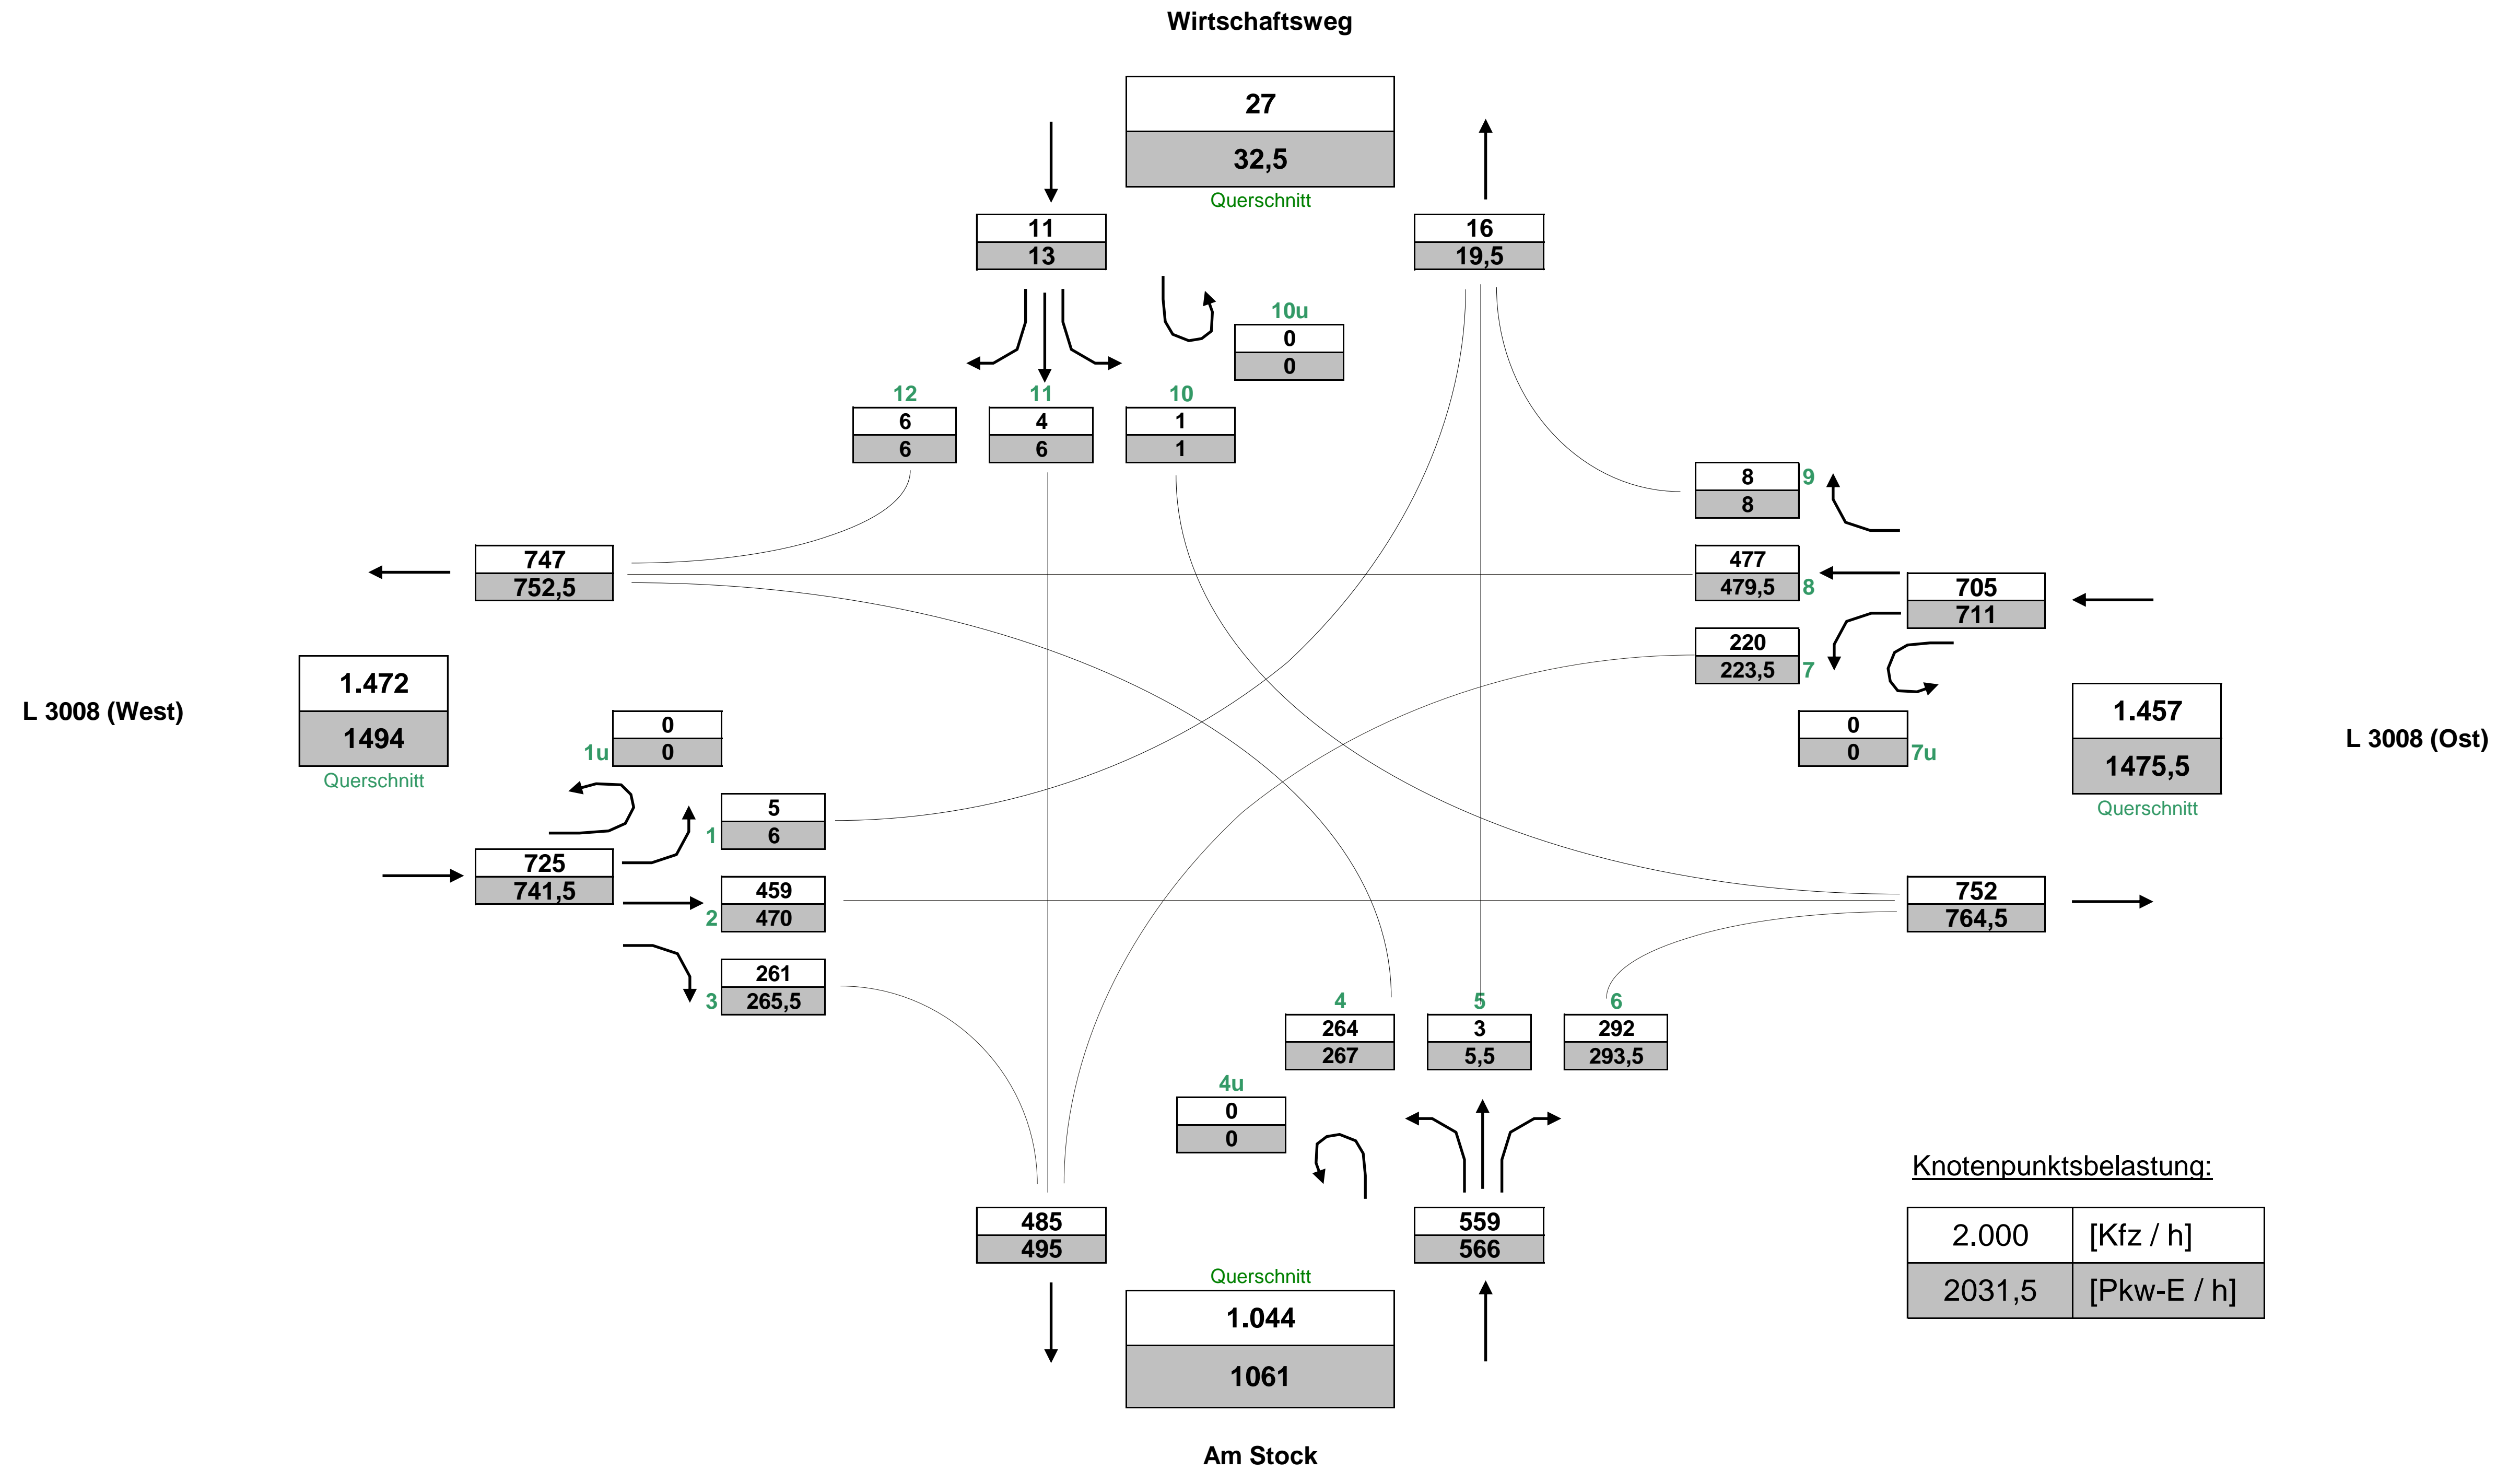 Wirtschaftsweg
27
32,5
Querschnitt
11
13
16
19,5
10u
0
0
12 11 10
6 4 1
6 6 1
8 9
8
747
752,5
477
479,5 8
705
711
220
223,5 7
1.472
1494
Querschnitt
L 3008 (West)
0
1u 0
0
0 7u
1.457
1475,5
Querschnitt
L 3008 (Ost)
5
1 6
725
741,5
459
2 470
752
764,5
261
3 265,5
4 5 6
264 3 292
267 5,5 293,5
4u
0
0
485
495
559
566
Querschnitt
1.044
1061
Knotenpunktsbelastung:
2.000 [Kfz / h]
2031,5 [Pkw-E / h]
Am Stock